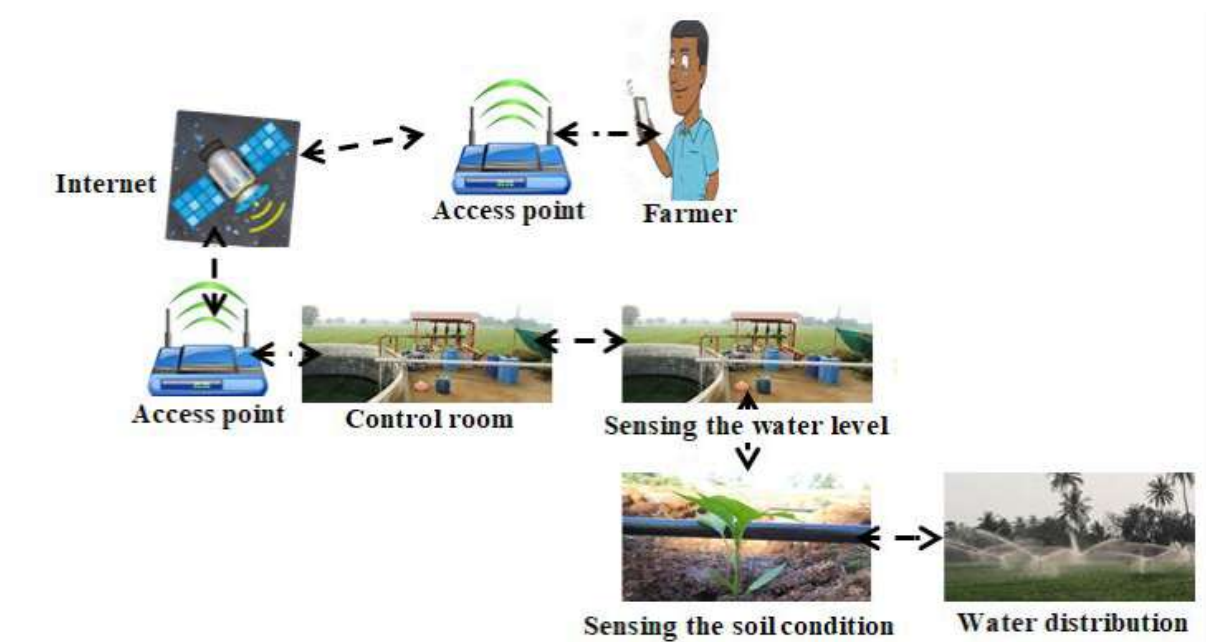 Internet
Access point
Farmer
Access point
Control room
Sensing the water level
Sensing the soil condition
Water distribution